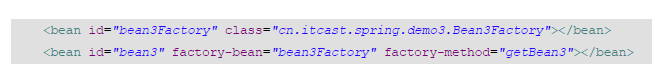 <bean id="bean3Factory" class="cn.itcast.spring.demo3.Bean3Factory"></bean>
<bean id="bean3" factory-bean="bean3Factory" factory-method="getBean3"></bean>